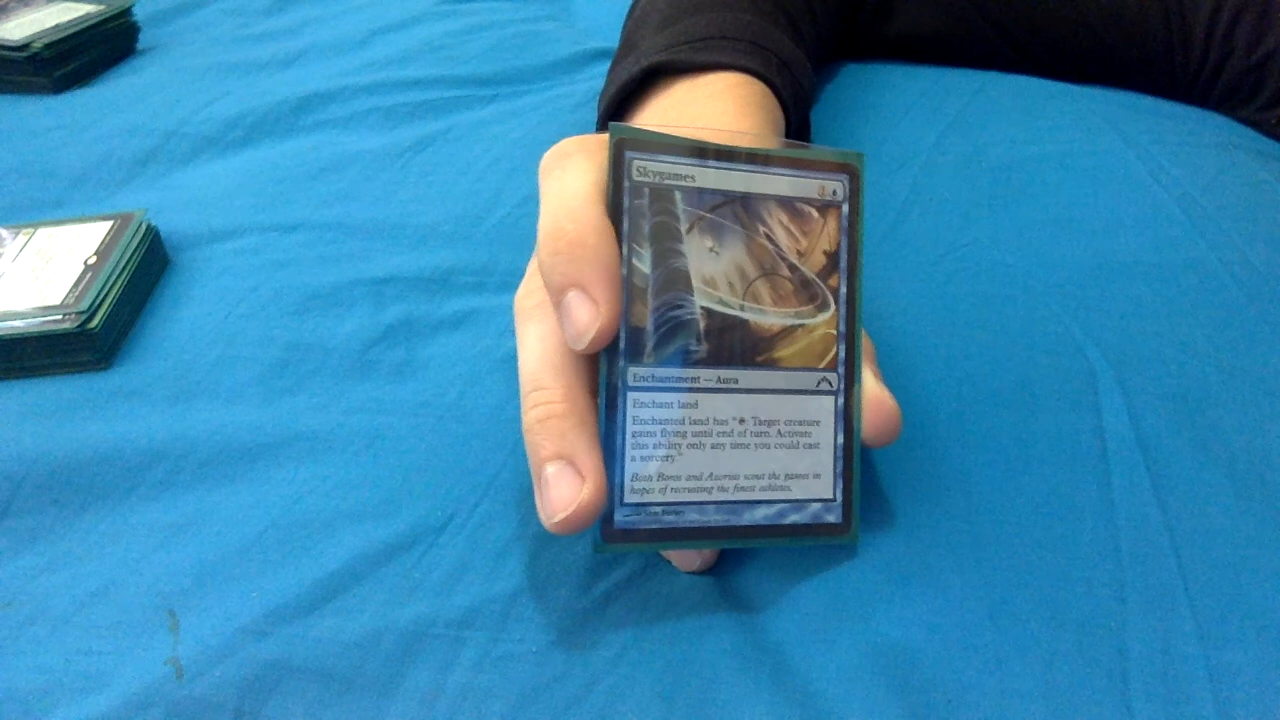 Skygames
Enchantment — Aura
Enchant land
Enchanted land has " : Target creature
gains flying until end of turn. Activate
this ability only any time you could cast
a sorcery."
Both Boros and Azorius scout the games in
hopes of recruiting the finest athletes.